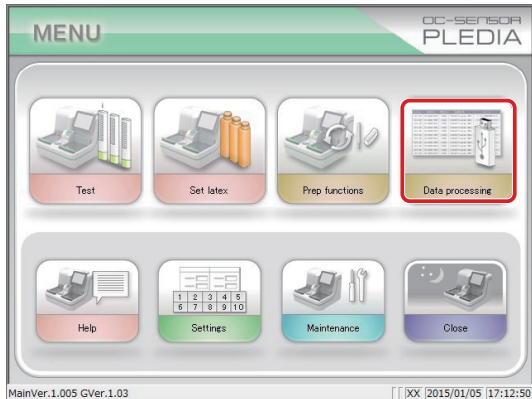 MENU
OC-SENSOR
PLEDIA
Test
Set latex
Prep functions
Data processing
1 2 3 4 5
6 7 8 9 10
Help
Settings
Maintenance
Close
MainVer.1.005 GVer.1.03
XX 2015/01/05 17:12:50